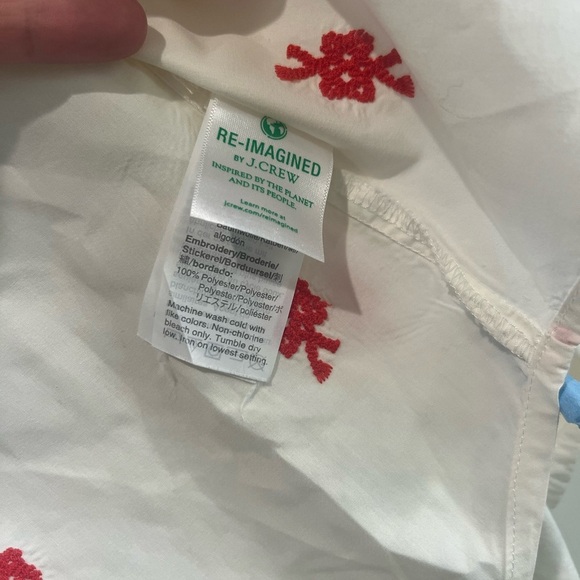 RE-IMAGINED
BY J.CREW
INSPIRED BY THE PLANET
AND ITS PEOPLE.
Learn more at
jcrew.com/reimagined
algodón
Embroidery/Broderie/
Stickerei/Borduursel/刺
繍/bordado:
100% Polyester/Polyester/
Polyester/Polyester/ポ
リエステル/poliéster
Machine wash cold with
like colors. Non-chlorine
bleach only. Tumble dry
low. Iron on lowest setting.